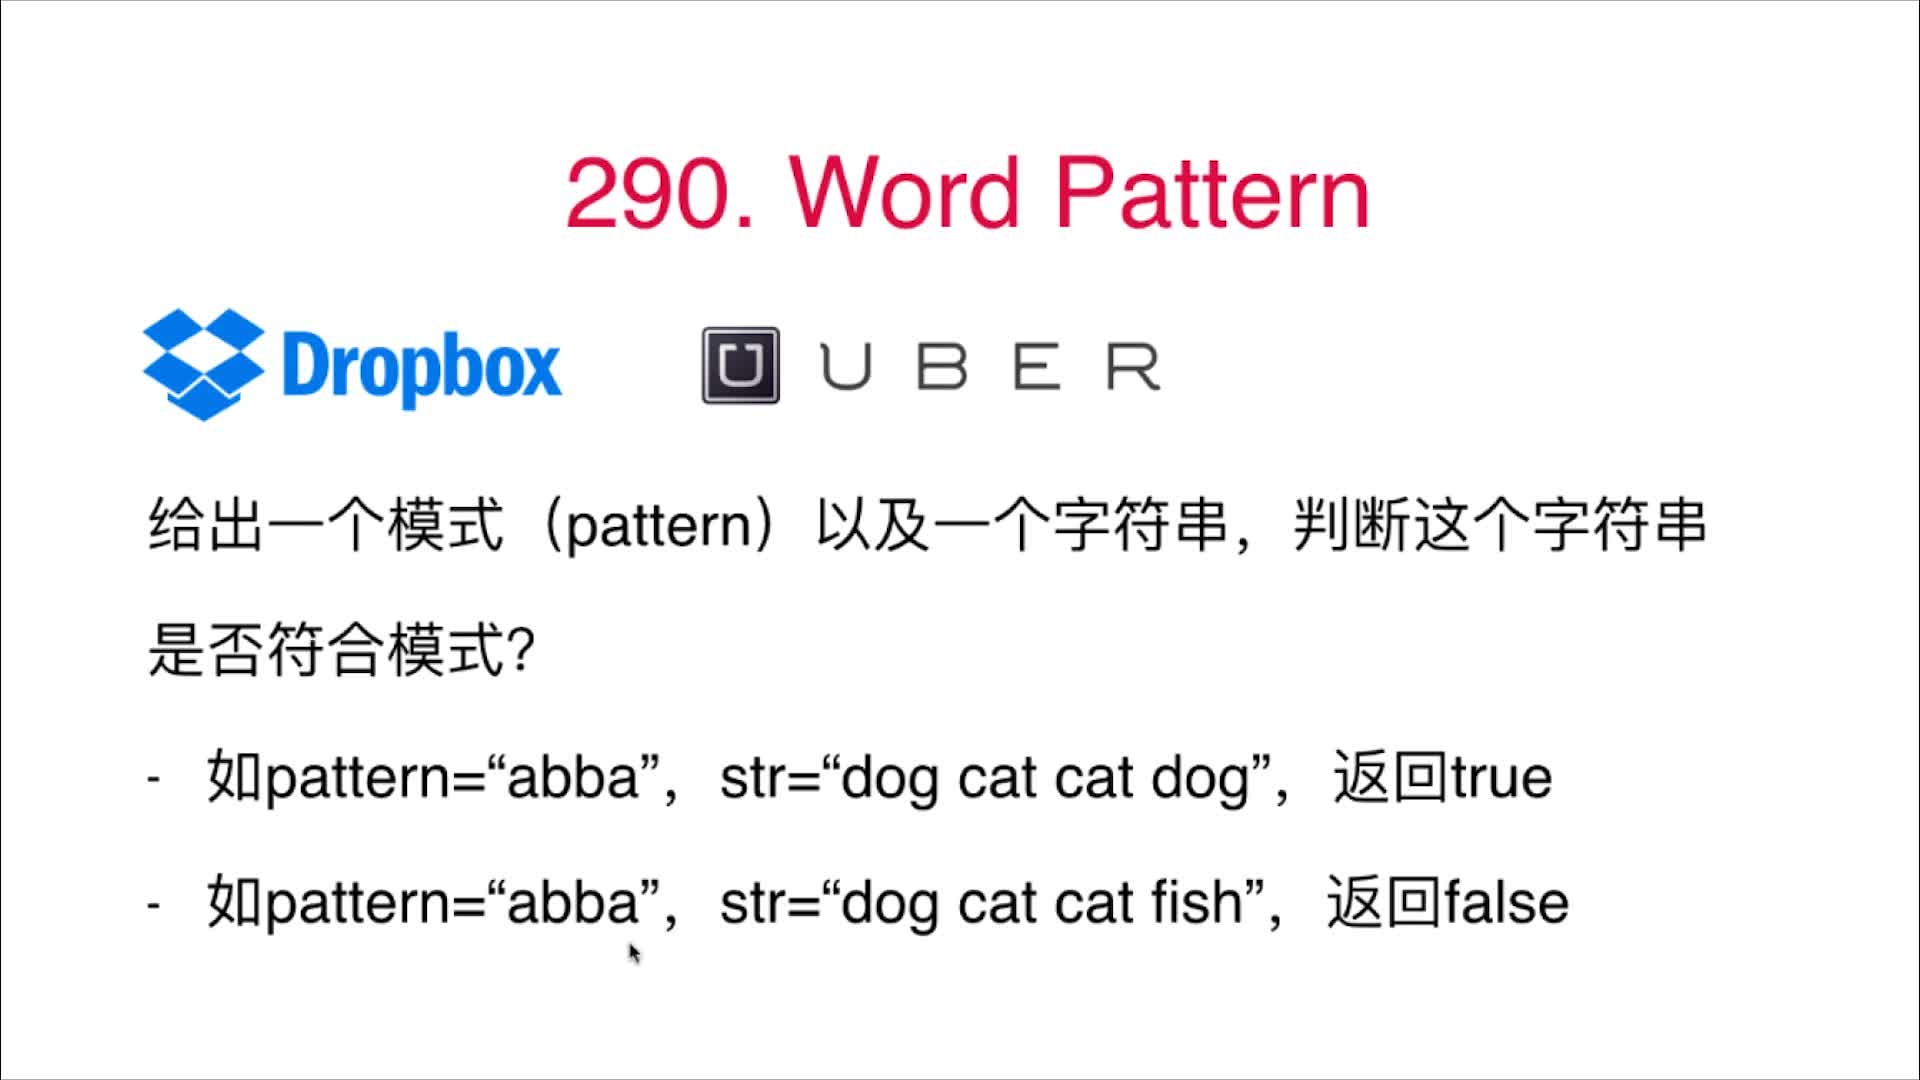 290. Word Pattern
Dropbox
UBER
给出一个模式（pattern）以及一个字符串，判断这个字符串
是否符合模式？
- 如pattern=“abba”，str=“dog cat cat dog”，返回true
- 如pattern=“abba”，str=“dog cat cat fish”，返回false